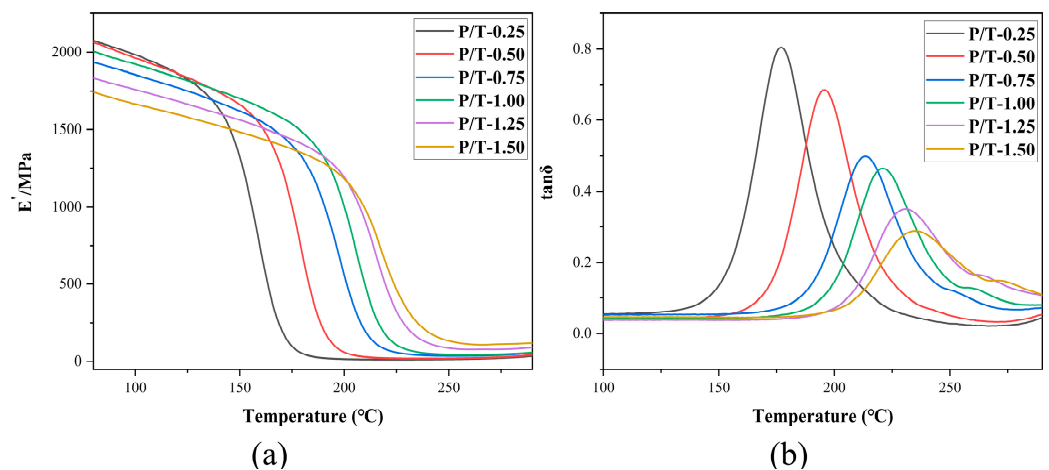 P/T-0.25
P/T-0.50
P/T-0.75
P/T-1.00
P/T-1.25
P/T-1.50
2000
1500
1000
500
0
E'/MPa
100
150
200
250
Temperature (℃)
(a)
P/T-0.25
P/T-0.50
P/T-0.75
P/T-1.00
P/T-1.25
P/T-1.50
0.8
0.6
0.4
0.2
0.0
tanδ
100
150
200
250
Temperature (℃)
(b)